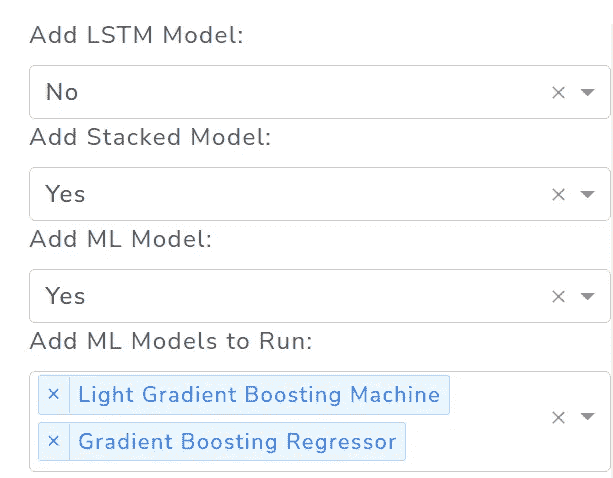 Add LSTM Model:
No
Add Stacked Model:
Yes
Add ML Model:
Yes
Add ML Models to Run:
Light Gradient Boosting Machine
Gradient Boosting Regressor